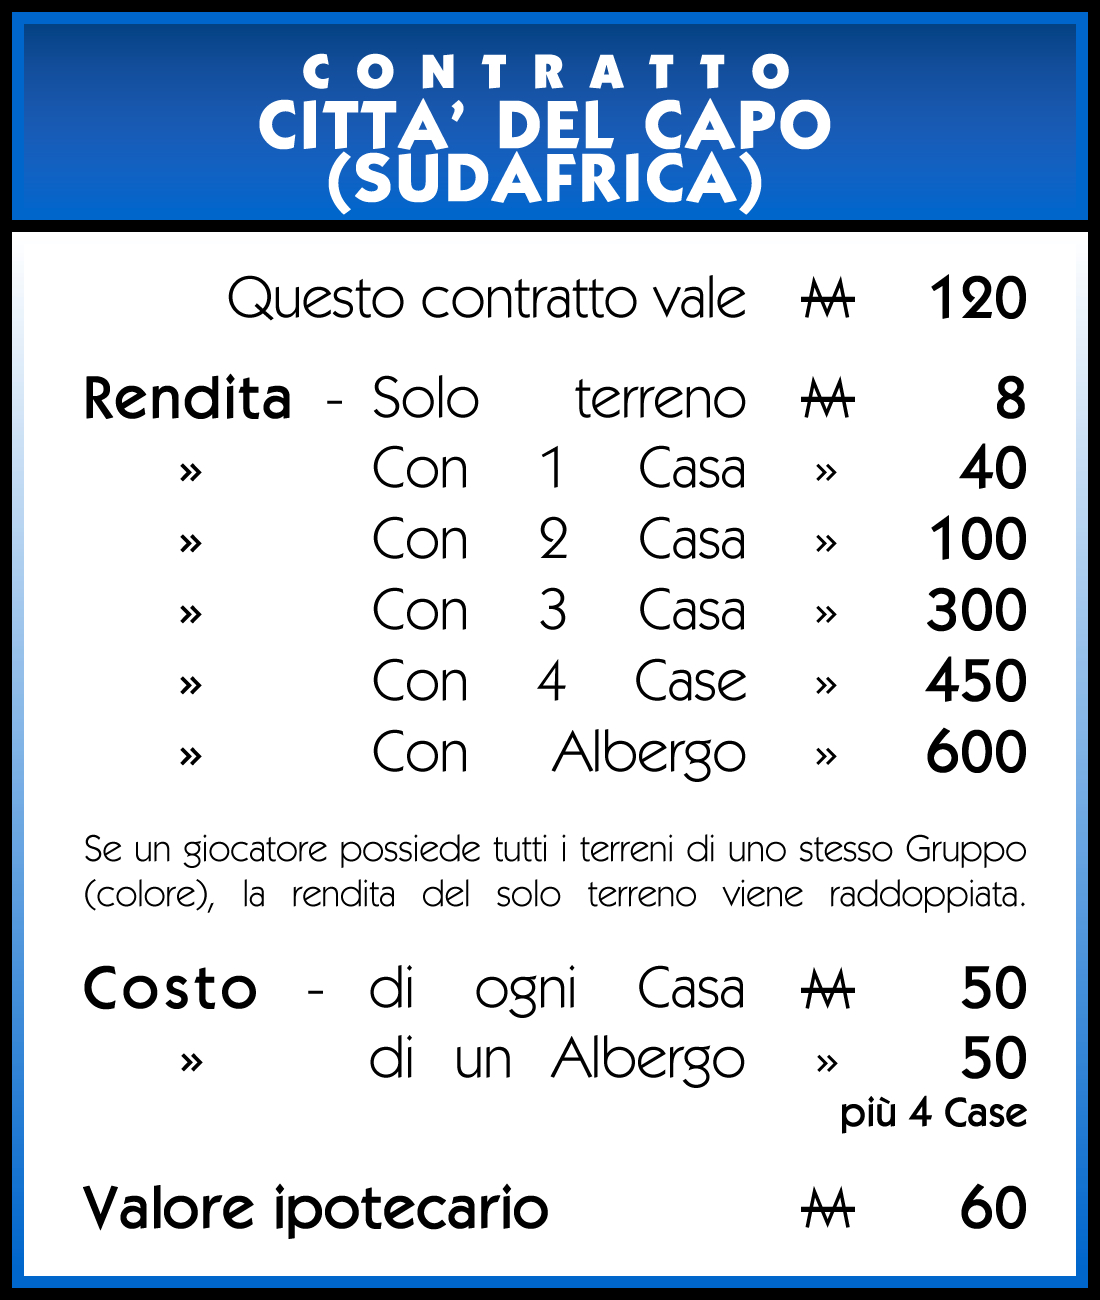 CONTRATTO
CITTA’ DEL CAPO
(SUDAFRICA)
Questo contratto vale M 120
Rendita - Solo terreno M 8
» Con 1 Casa » 40
» Con 2 Casa » 100
» Con 3 Casa » 300
» Con 4 Case » 450
» Con Albergo » 600
Se un giocatore possiede tutti i terreni di uno stesso Gruppo
(colore), la rendita del solo terreno viene raddoppiata.
Costo - di ogni Casa M 50
» di un Albergo » 50
più 4 Case
Valore ipotecario M 60